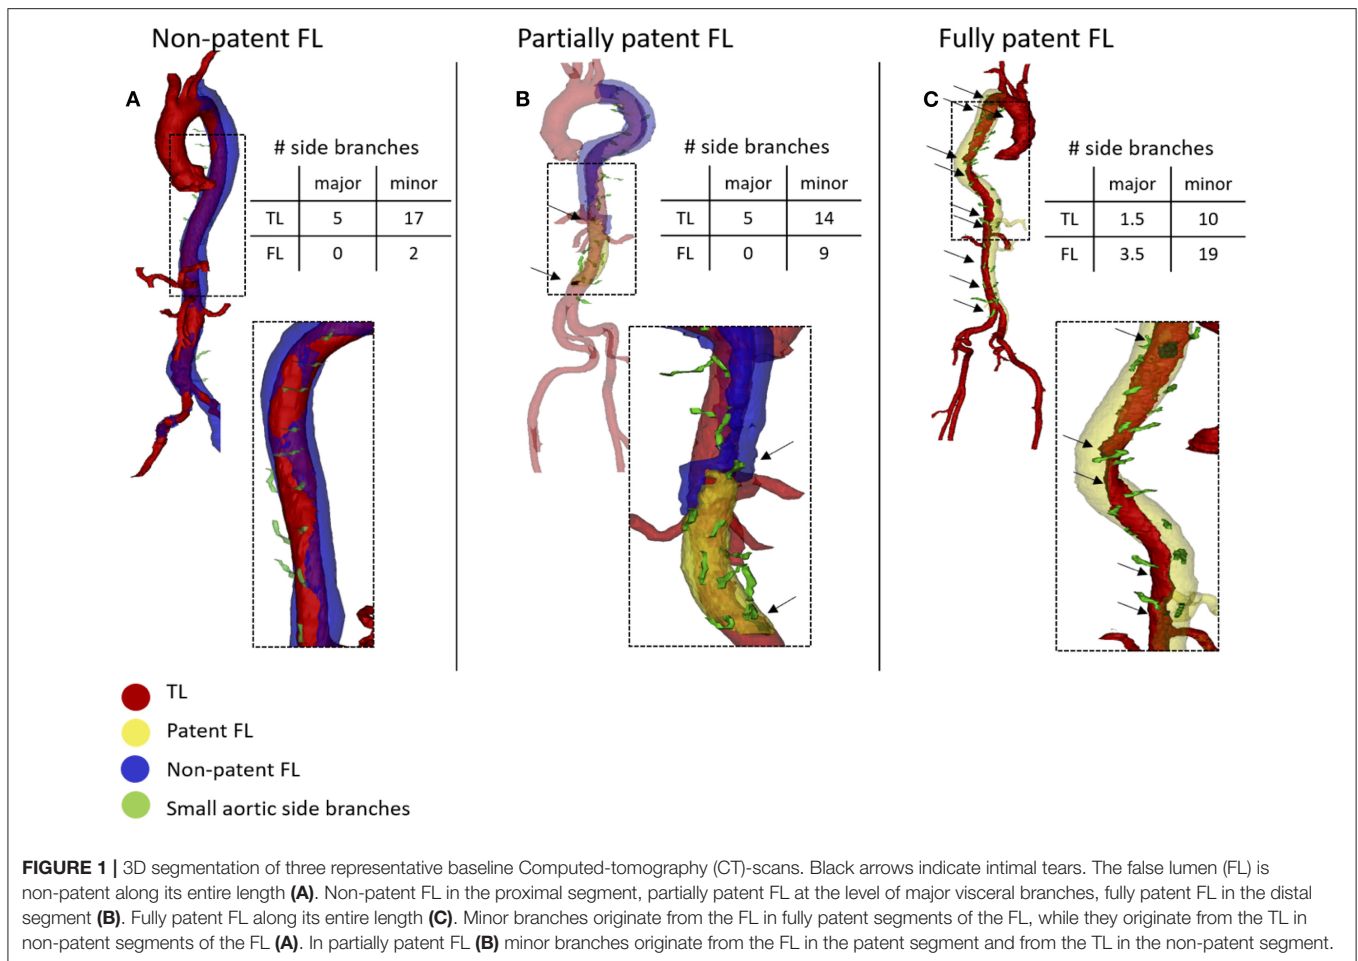 Non-patent FL
Partially patent FL
Fully patent FL
A
B
C
# side branches
major minor
TL 5 17
FL 0 2
# side branches
major minor
TL 5 14
FL 0 9
# side branches
major minor
TL 1.5 10
FL 3.5 19
TL
Patent FL
Non-patent FL
Small aortic side branches
FIGURE 1 | 3D segmentation of three representative baseline Computed-tomography (CT)-scans. Black arrows indicate intimal tears. The false lumen (FL) is
non-patent along its entire length (A). Non-patent FL in the proximal segment, partially patent FL at the level of major visceral branches, fully patent FL in the distal
segment (B). Fully patent FL along its entire length (C). Minor branches originate from the FL in fully patent segments of the FL, while they originate from the TL in
non-patent segments of the FL (A). In partially patent FL (B) minor branches originate from the FL in the patent segment and from the TL in the non-patent segment.